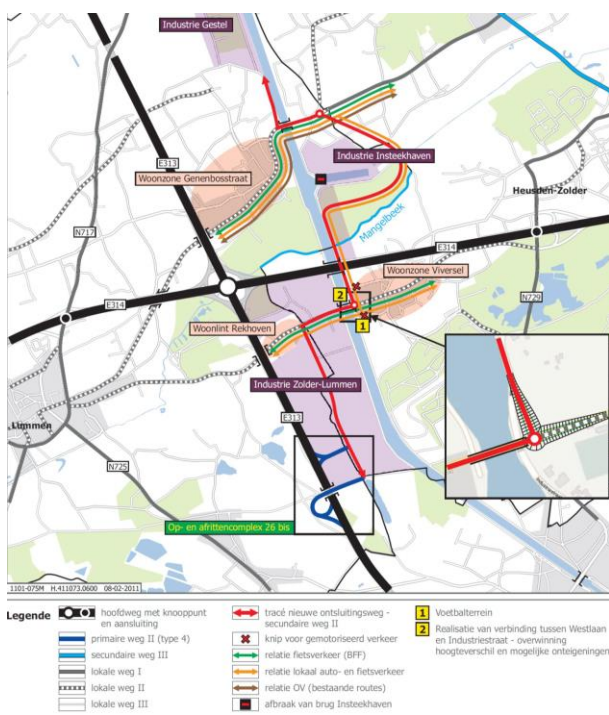 Industrie Gestel
E313
Industrie Insteekhaven
Woonzone Genenbosstraat
Heusden-Zolder
N717
Mangelbeek
E314
Woonzone Viversel
2
E314
N729
Woonlint Rekhoven
1
Industrie Zolder-Lummen
E313
Lummen
N725
Op- en afrittencomplex 26 bis
1101-075M H.411073.0600 08-02-2011
Legende
hoofdweg met knooppunt en aansluiting
primaire weg II (type 4)
secundaire weg III
lokale weg I
lokale weg II
lokale weg III
tracé nieuwe ontsluitingsweg - secundaire weg II
knip voor gemotoriseerd verkeer
relatie fietsverkeer (BFF)
relatie lokaal auto- en fietsverkeer
relatie OV (bestaande routes)
afbraak van brug Insteekhaven
1 Voetbalterrein
2 Realisatie van verbinding tussen Westlaan
en Industriestraat - overwinning
hoogteverschil en mogelijke onteigeningen